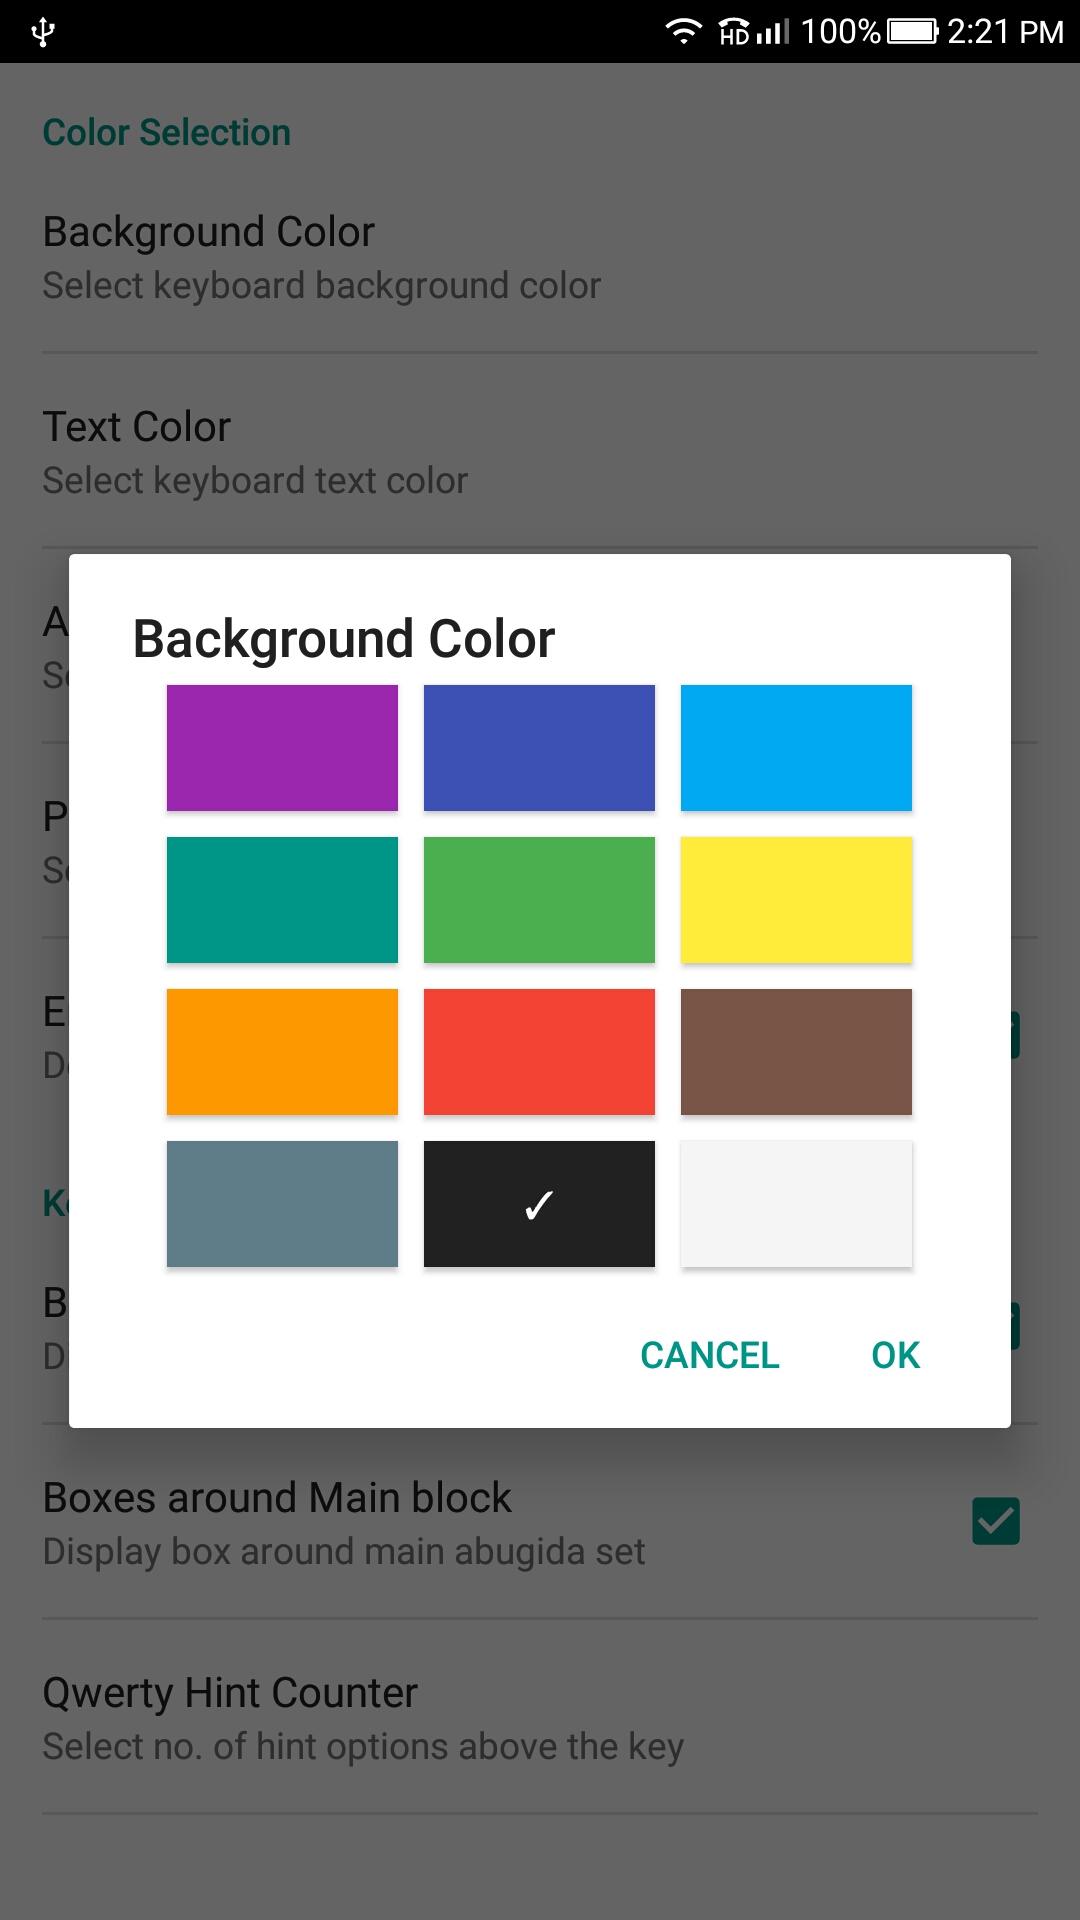 HD 100% 2:21 PM
Color Selection
Background Color
Select keyboard background color
Text Color
Select keyboard text color
Background Color
✓
CANCEL OK
Boxes around Main block
Display box around main abugida set
Qwerty Hint Counter
Select no. of hint options above the key